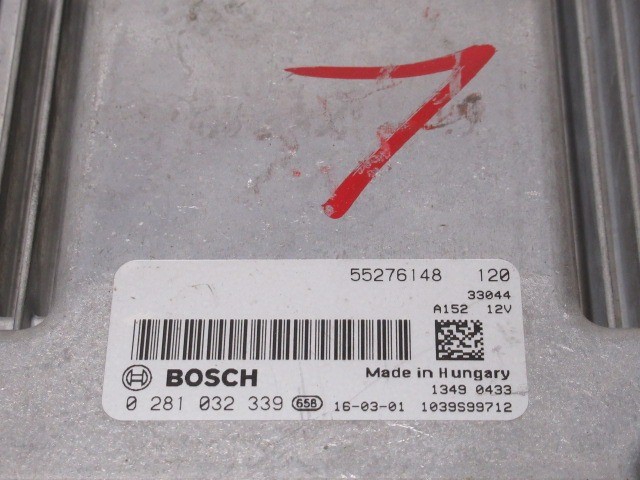 7
55276148 120
33044
A152 12V
Made in Hungary
BOSCH
1349 0433
0 281 032 339 658 16-03-01 1039S99712